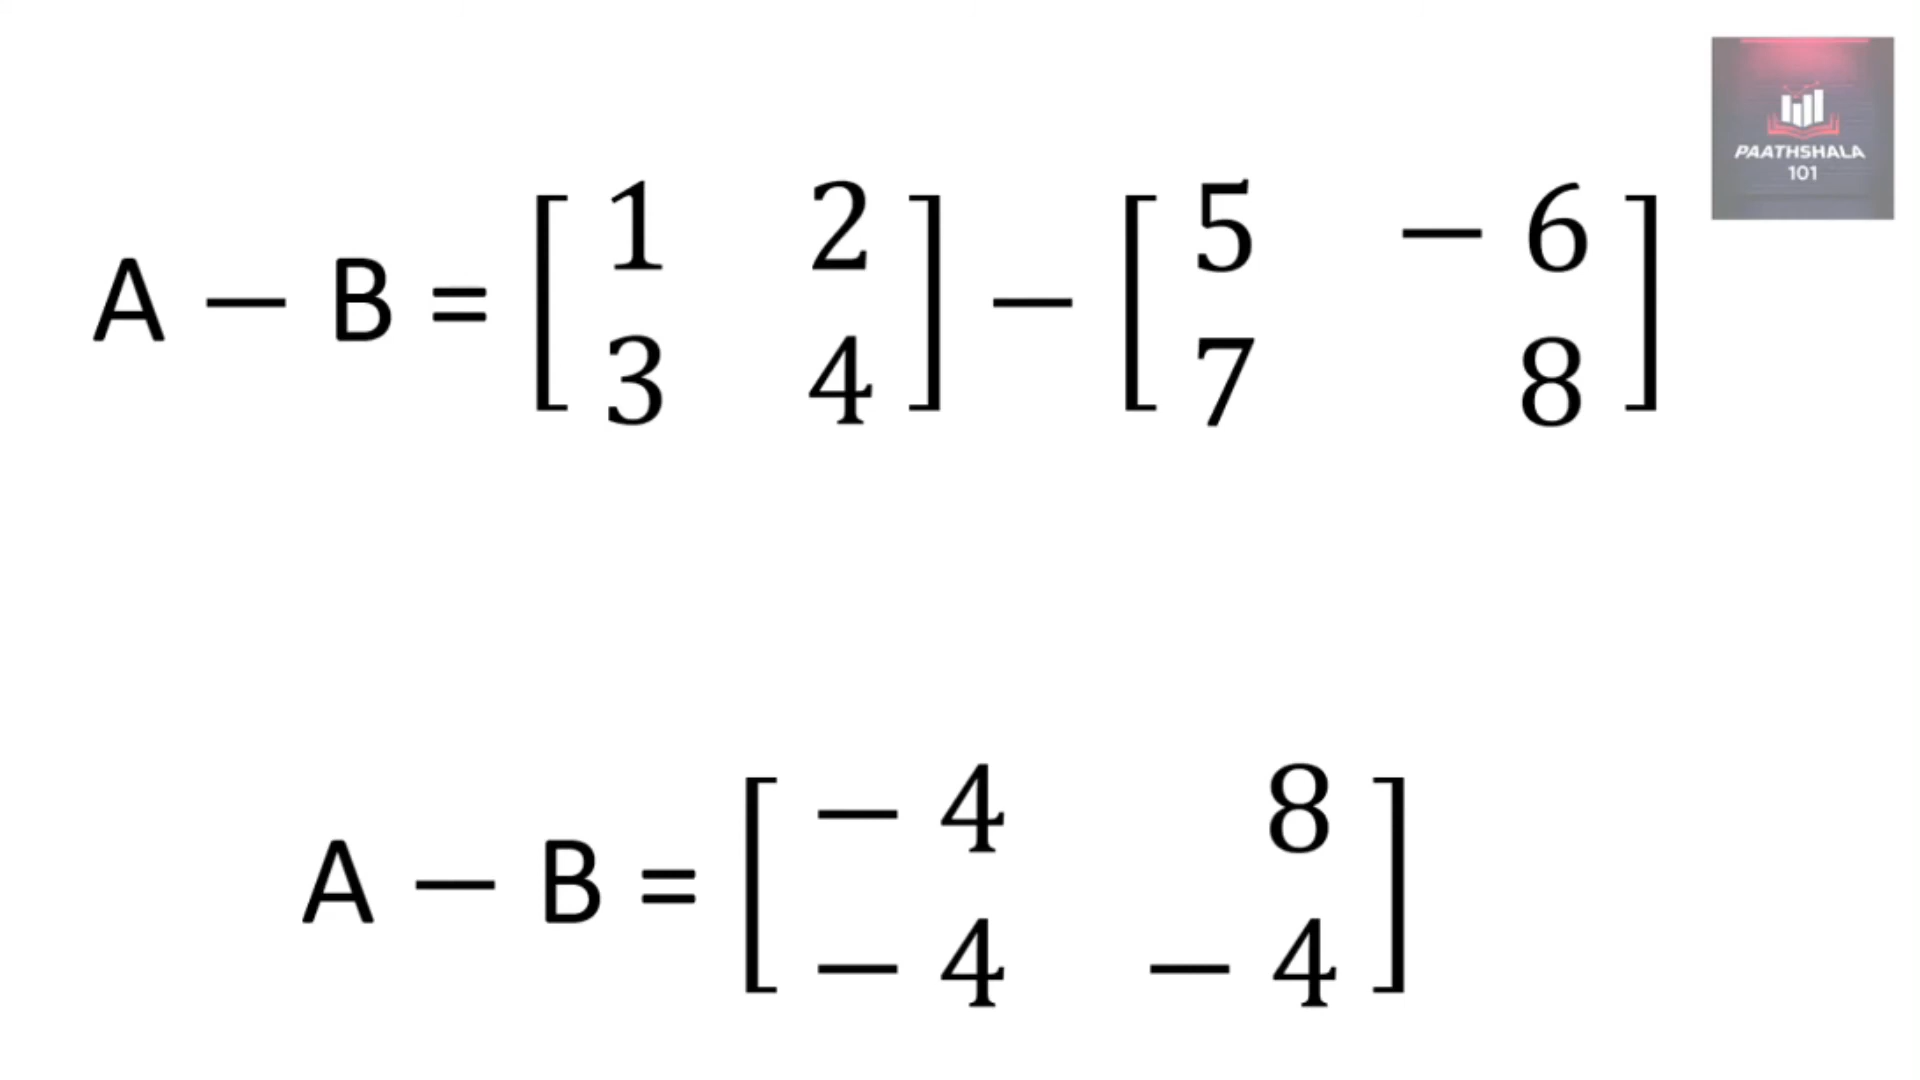 PAATHSHALA
101
A − B = [ 1 2 ] − [ 5 − 6 ]
3 4 7 8
A − B = [ − 4 8 ]
− 4 − 4